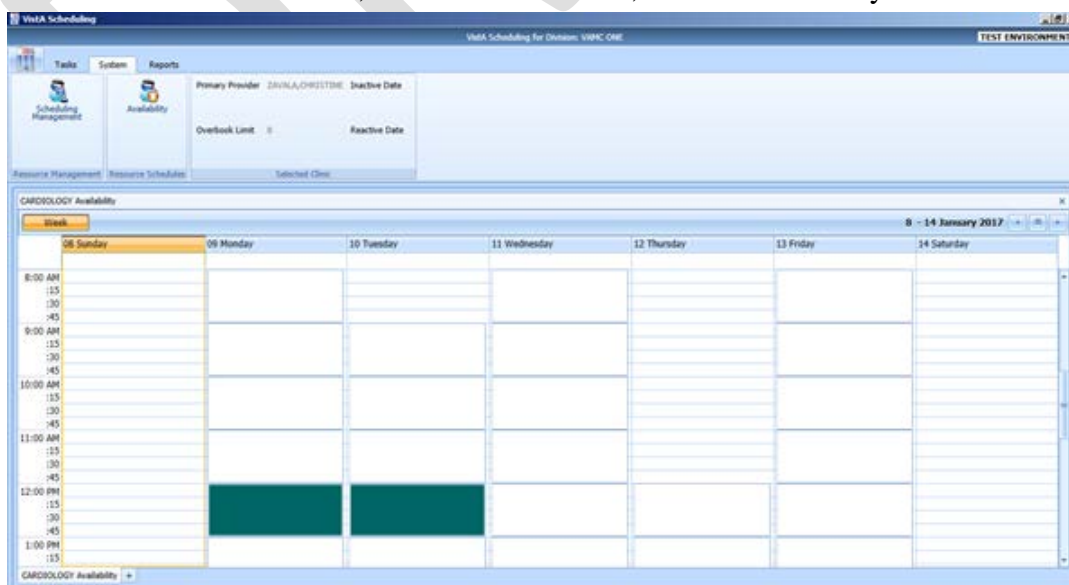 VistA Scheduling
VistA Scheduling for Division: VAMC ONE
TEST ENVIRONMENT
Tasks System Reports
Scheduling Management
Availability
Primary Provider ZAVALA,CHRISTINE Inactive Date
Overbook Limit Reactive Date
Resource Management Resource Schedules Selected Clinic
CARDIOLOGY Availability
Week
8 - 14 January 2017
08 Sunday 09 Monday 10 Tuesday 11 Wednesday 12 Thursday 13 Friday 14 Saturday
8:00 AM
:15
:30
:45
9:00 AM
:15
:30
:45
10:00 AM
:15
:30
:45
11:00 AM
:15
:30
:45
12:00 PM
:15
:30
:45
1:00 PM
:15
CARDIOLOGY Availability +